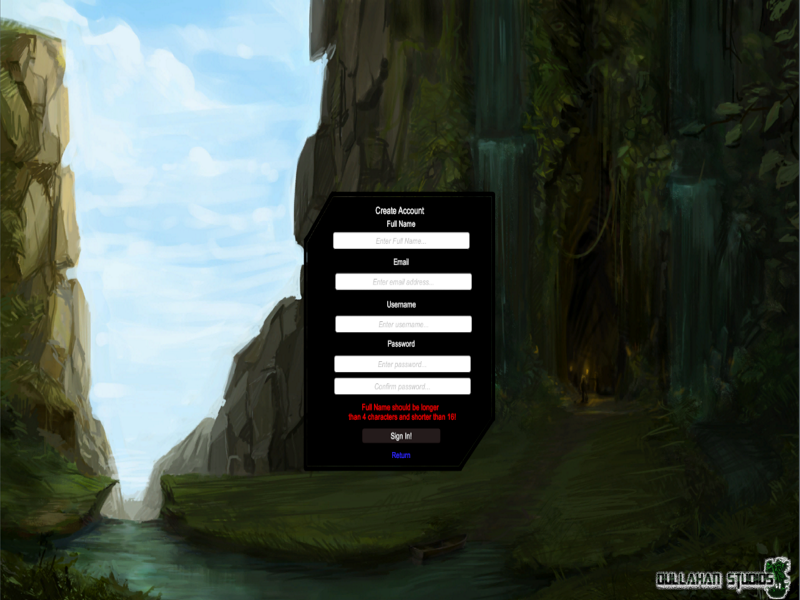 Create Account
Full Name
Enter Full Name...
Email
Enter email address...
Username
Enter username...
Password
Enter password...
Confirm password...
Full Name should be longer
than 4 characters and shorter than 15!
Sign In!
Return
DULLAHAN STUDIOS